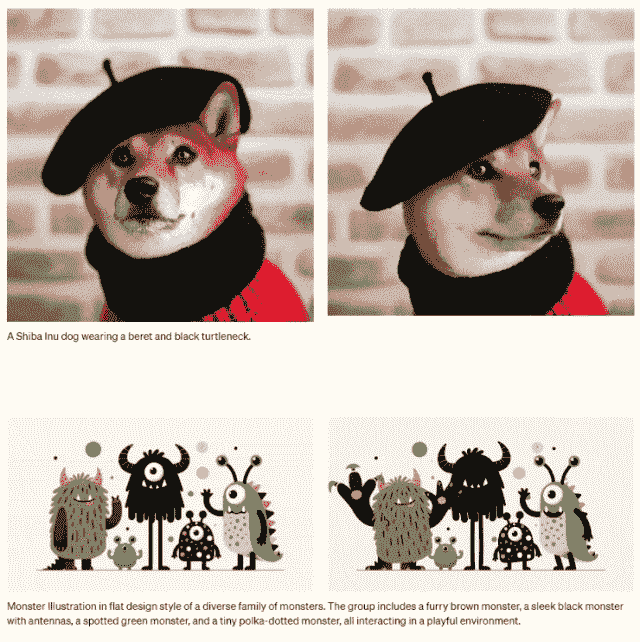 A Shiba Inu dog wearing a beret and black turtleneck.
Monster Illustration in flat design style of a diverse family of monsters. The group includes a furry brown monster, a sleek black monster
with antennas, a spotted green monster, and a tiny polka-dotted monster, all interacting in a playful environment.